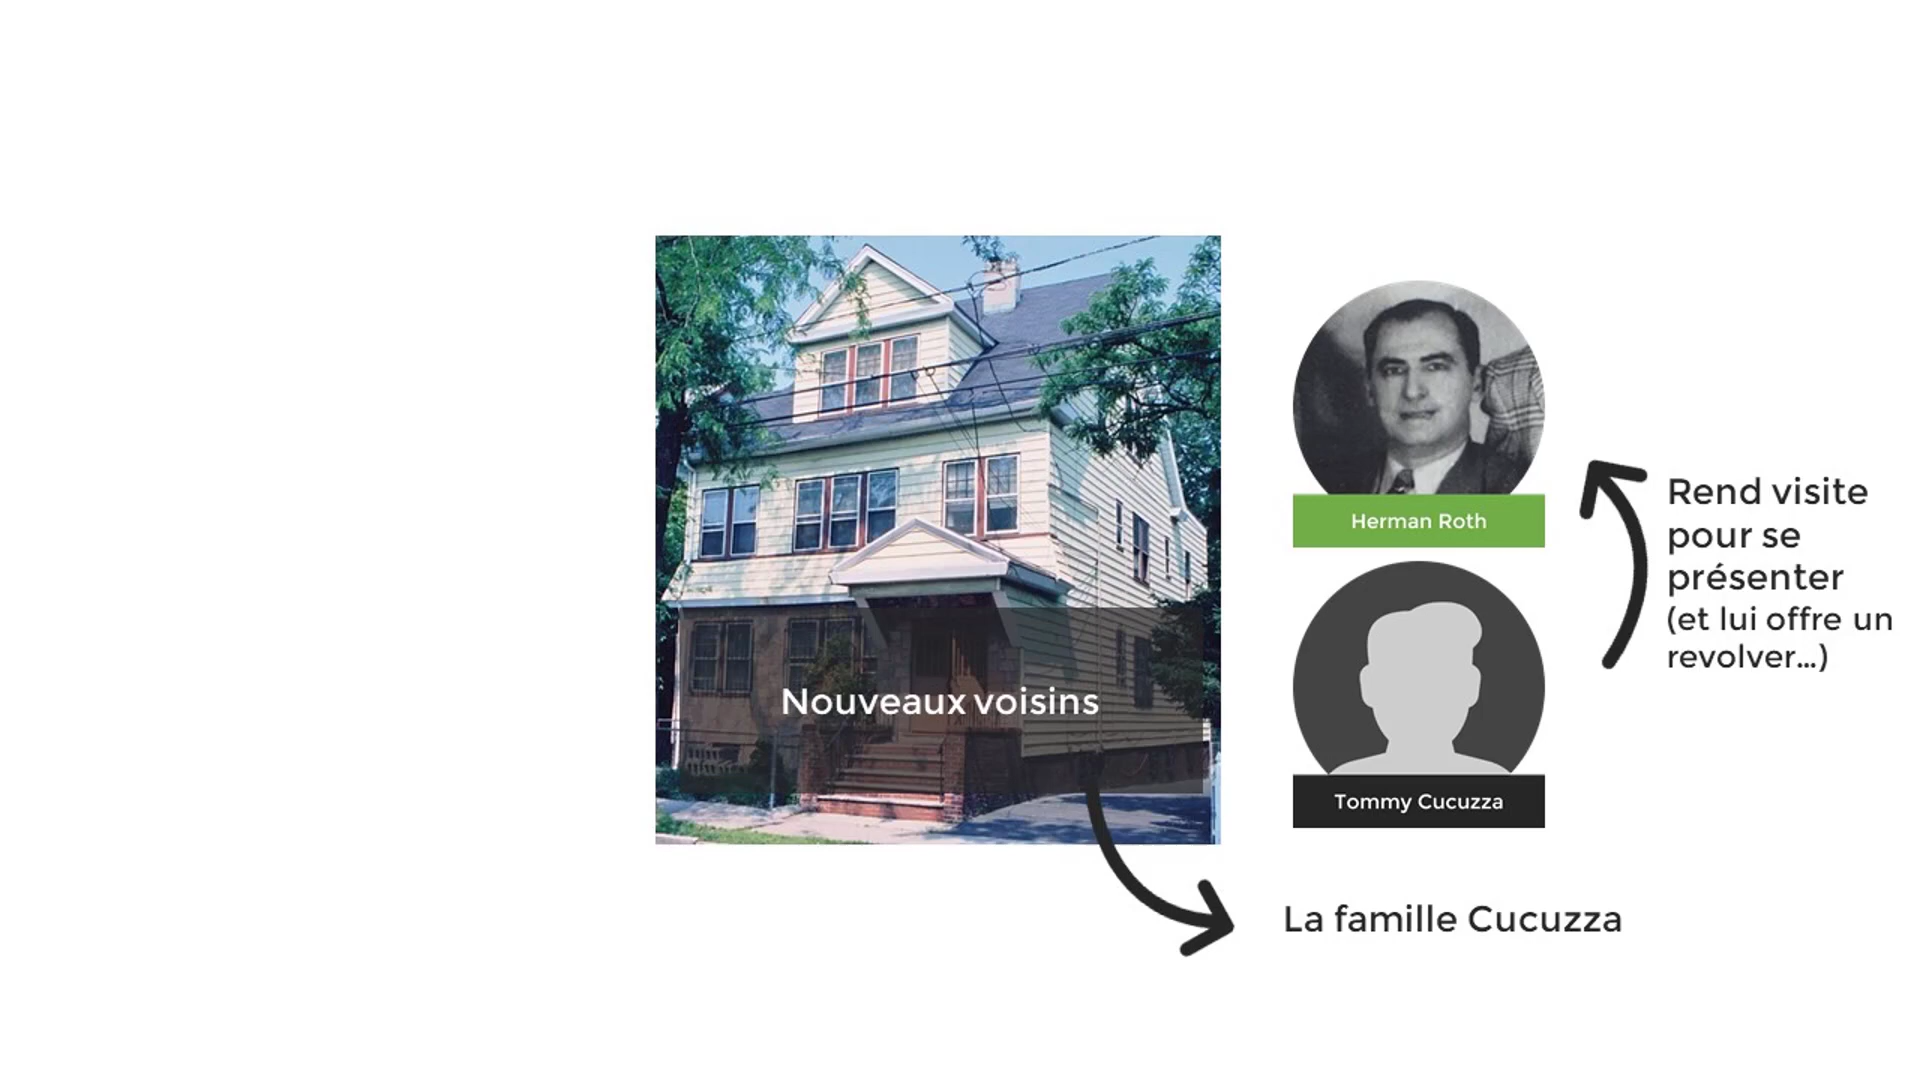 Nouveaux voisins
Herman Roth
Tommy Cucuzza
Rend visite
pour se
présenter
(et lui offre un
revolver...)
La famille Cucuzza